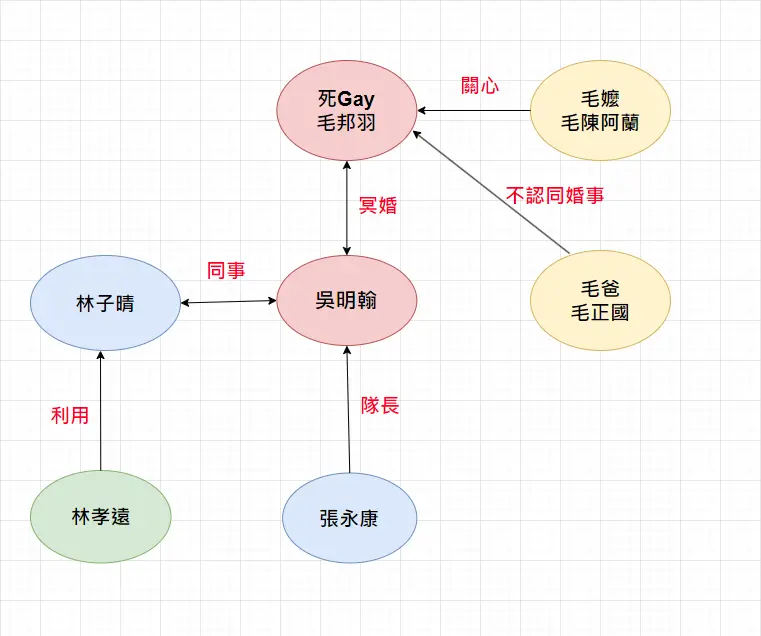 死Gay
毛邦羽
關心
毛嬤
毛陳阿蘭
冥婚
不認同婚事
同事
林子晴
吳明翰
毛爸
毛正國
利用
隊長
林孝遠
張永康